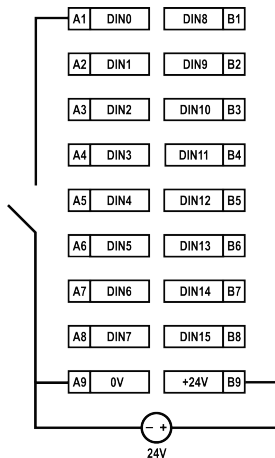 A1 DIN0 DIN8 B1
A2 DIN1 DIN9 B2
A3 DIN2 DIN10 B3
A4 DIN3 DIN11 B4
A5 DIN4 DIN12 B5
A6 DIN5 DIN13 B6
A7 DIN6 DIN14 B7
A8 DIN7 DIN15 B8
A9 0V +24V B9
− +
24V